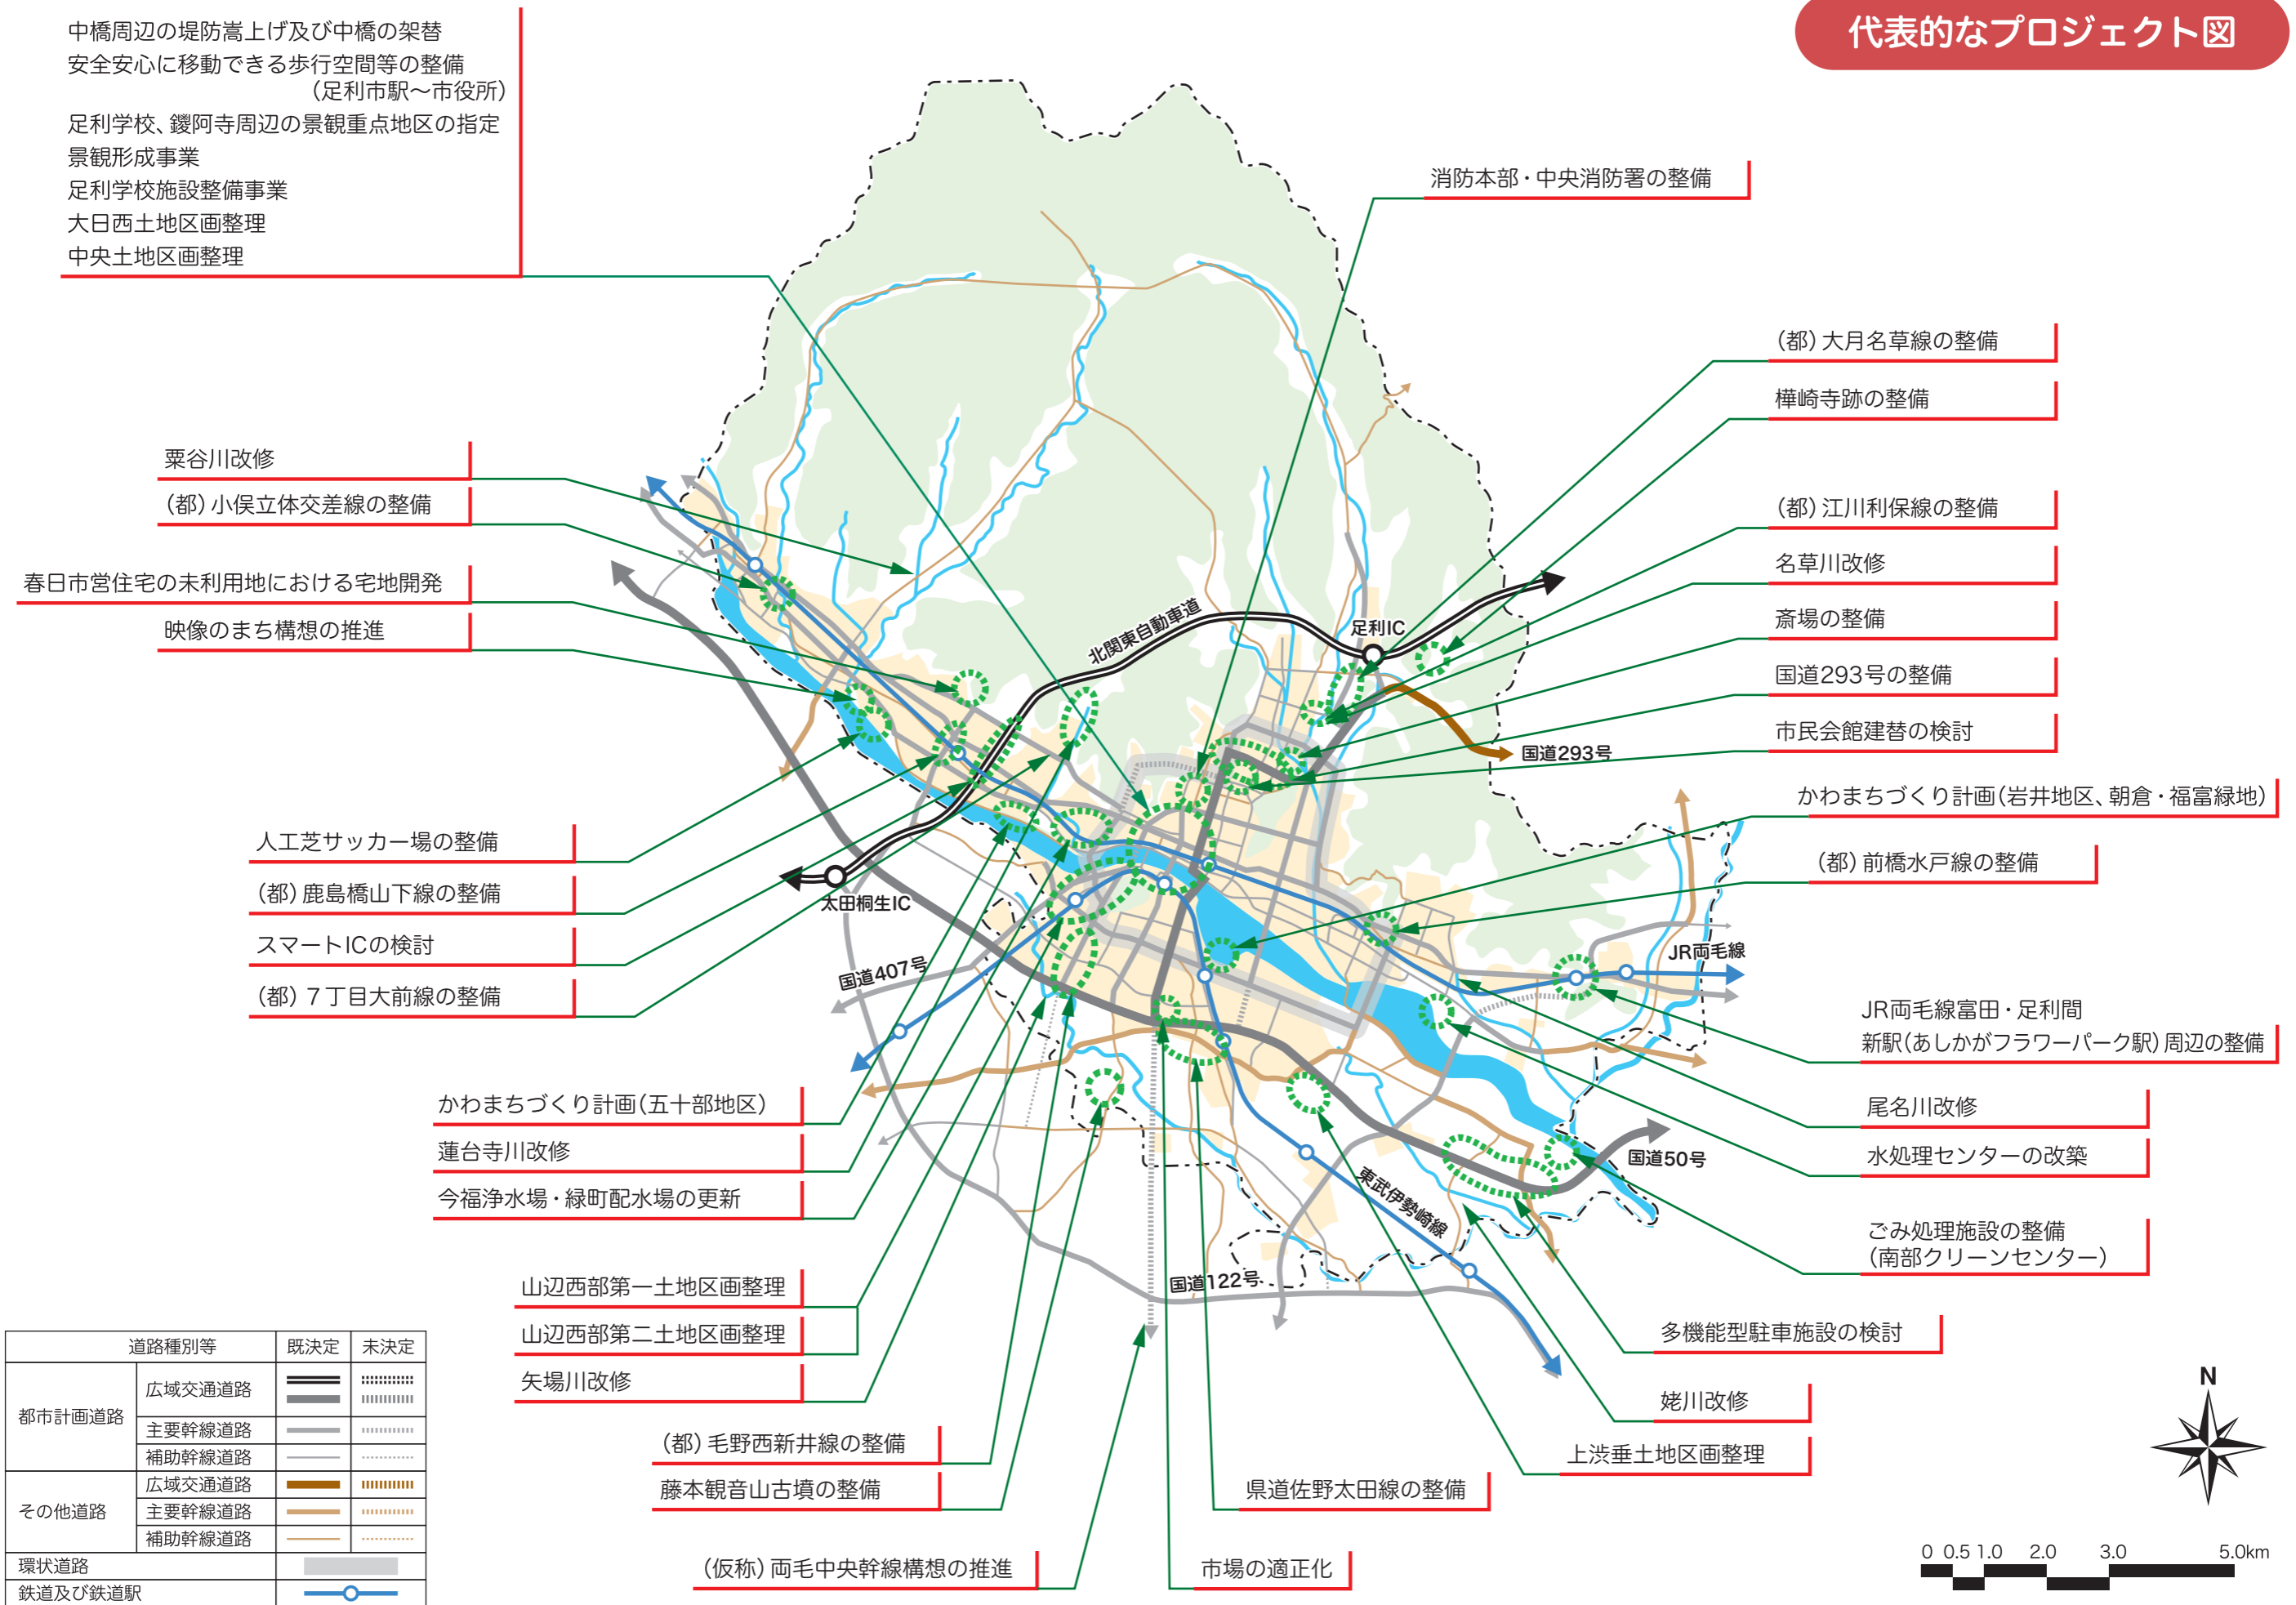 代表的なプロジェクト図
中橋周辺の堤防嵩上げ及び中橋の架替
安全安心に移動できる歩行空間等の整備
（足利市駅～市役所）
足利学校、鑁阿寺周辺の景観重点地区の指定
景観形成事業
足利学校施設整備事業
大日西土地区画整理
中央土地区画整理
消防本部・中央消防署の整備
（都）大月名草線の整備
樺崎寺跡の整備
（都）江川利保線の整備
名草川改修
斎場の整備
国道293号の整備
市民会館建替の検討
かわまちづくり計画（岩井地区、朝倉・福富緑地）
（都）前橋水戸線の整備
JR両毛線富田・足利間
新駅（あしかがフラワーパーク駅）周辺の整備
尾名川改修
水処理センターの改築
ごみ処理施設の整備
（南部クリーンセンター）
多機能型駐車施設の検討
姥川改修
上渋垂土地区画整理
県道佐野太田線の整備
市場の適正化
粟谷川改修
（都）小俣立体交差線の整備
春日市営住宅の未利用地における宅地開発
映像のまち構想の推進
人工芝サッカー場の整備
（都）鹿島橋山下線の整備
スマートICの検討
（都）７丁目大前線の整備
かわまちづくり計画（五十部地区）
蓮台寺川改修
今福浄水場・緑町配水場の更新
山辺西部第一土地区画整理
山辺西部第二土地区画整理
矢場川改修
（都）毛野西新井線の整備
藤本観音山古墳の整備
（仮称）両毛中央幹線構想の推進
北関東自動車道
足利IC
国道293号
太田桐生IC
国道407号
JR両毛線
国道50号
東武伊勢崎線
国道122号
道路種別等 既決定 未決定
都市計画道路
広域交通道路
主要幹線道路
補助幹線道路
その他道路
広域交通道路
主要幹線道路
補助幹線道路
環状道路
鉄道及び鉄道駅
N
0 0.5 1.0 2.0 3.0 5.0km